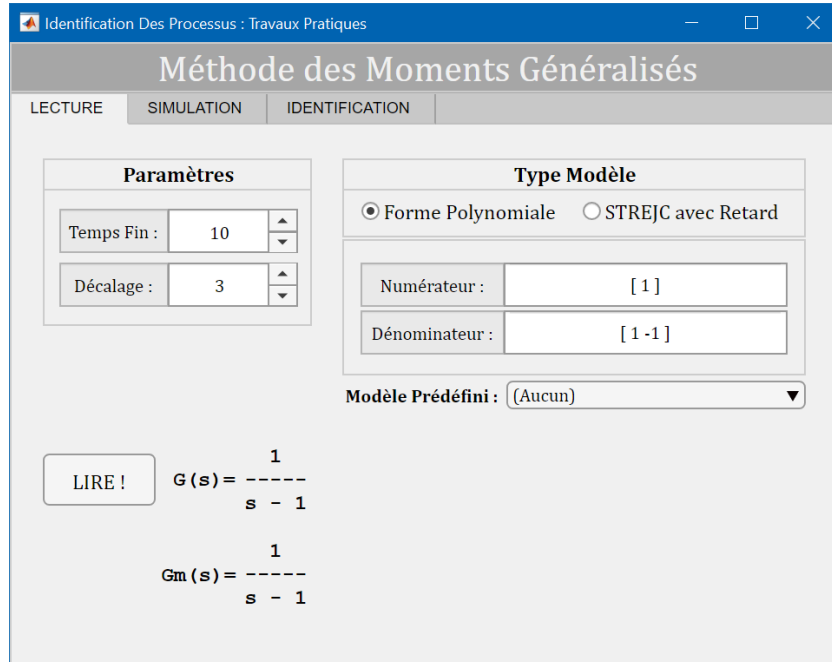 Identification Des Processus : Travaux Pratiques
Méthode des Moments Généralisés
LECTURE SIMULATION IDENTIFICATION
Paramètres
Temps Fin : 10
Décalage : 3
Type Modèle
Forme Polynomiale STREJC avec Retard
Numérateur : [ 1 ]
Dénominateur : [ 1 -1 ]
Modèle Prédéfini : (Aucun)
LIRE !
1
G(s)= -----
s - 1
1
Gm(s)= -----
s - 1